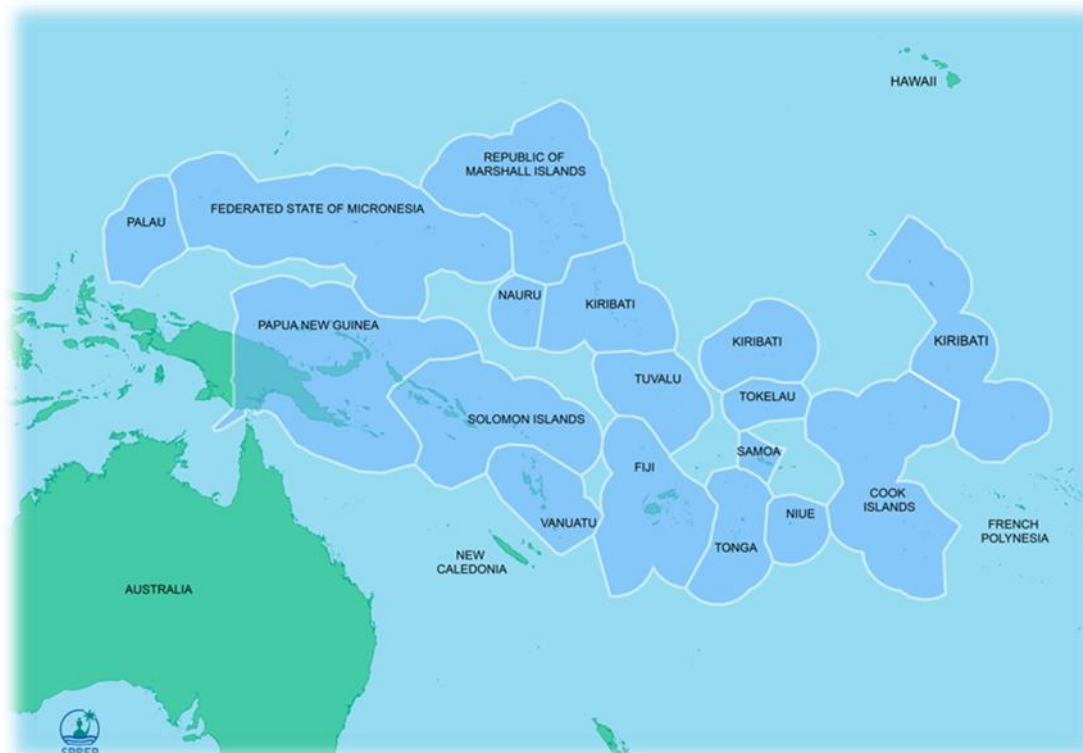 HAWAII
REPUBLIC OF
MARSHALL ISLANDS
FEDERATED STATE OF MICRONESIA
PALAU
NAURU
KIRIBATI
PAPUA NEW GUINEA
KIRIBATI
KIRIBATI
TUVALU
TOKELAU
SOLOMON ISLANDS
SAMOA
FIJI
COOK
ISLANDS
NIUE
VANUATU
FRENCH
POLYNESIA
TONGA
NEW
CALEDONIA
AUSTRALIA
SPREP